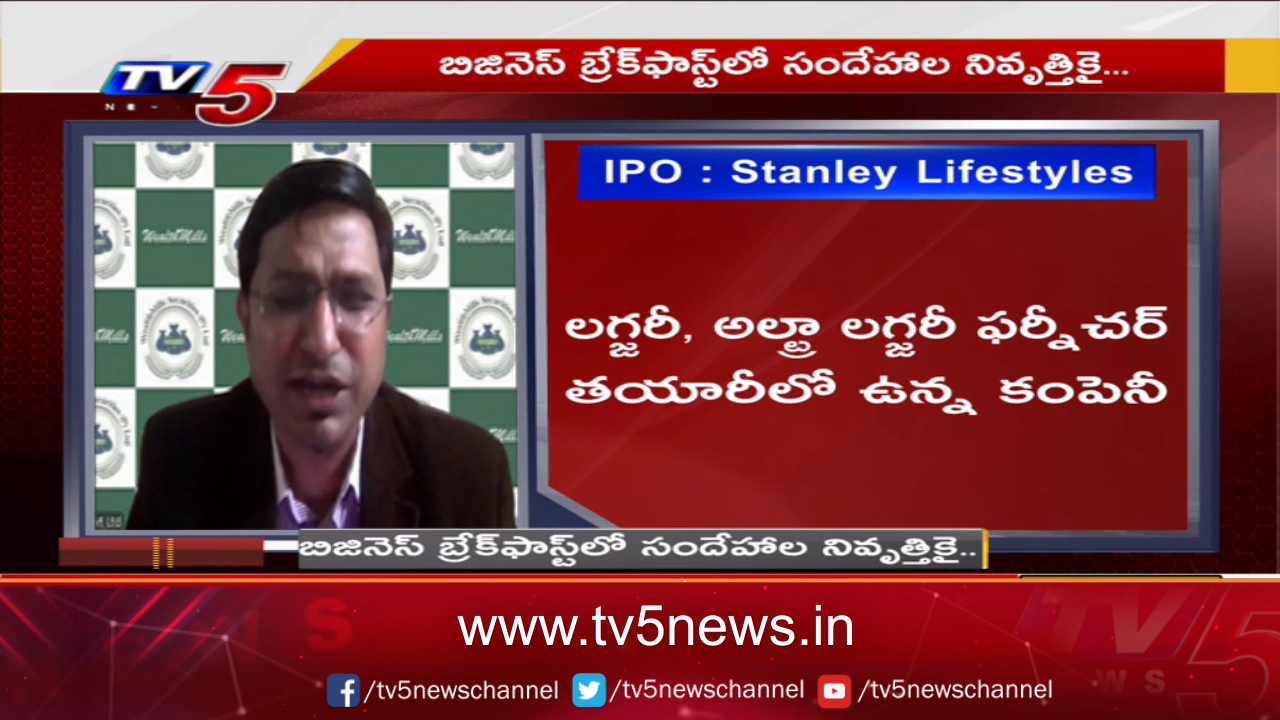 బిజినెస్ బ్రేక్‌ఫాస్ట్‌లో సందేహాల నివృత్తికై...
TV5
IPO : Stanley Lifestyles
WealthMills
లగ్జరీ, అల్ట్రా లగ్జరీ ఫర్నీచర్
తయారీలో ఉన్న కంపెనీ
బిజినెస్ బ్రేక్‌ఫాస్ట్‌లో సందేహాల నివృత్తికై..
www.tv5news.in
/tv5newschannel /tv5newschannel /tv5newschannel